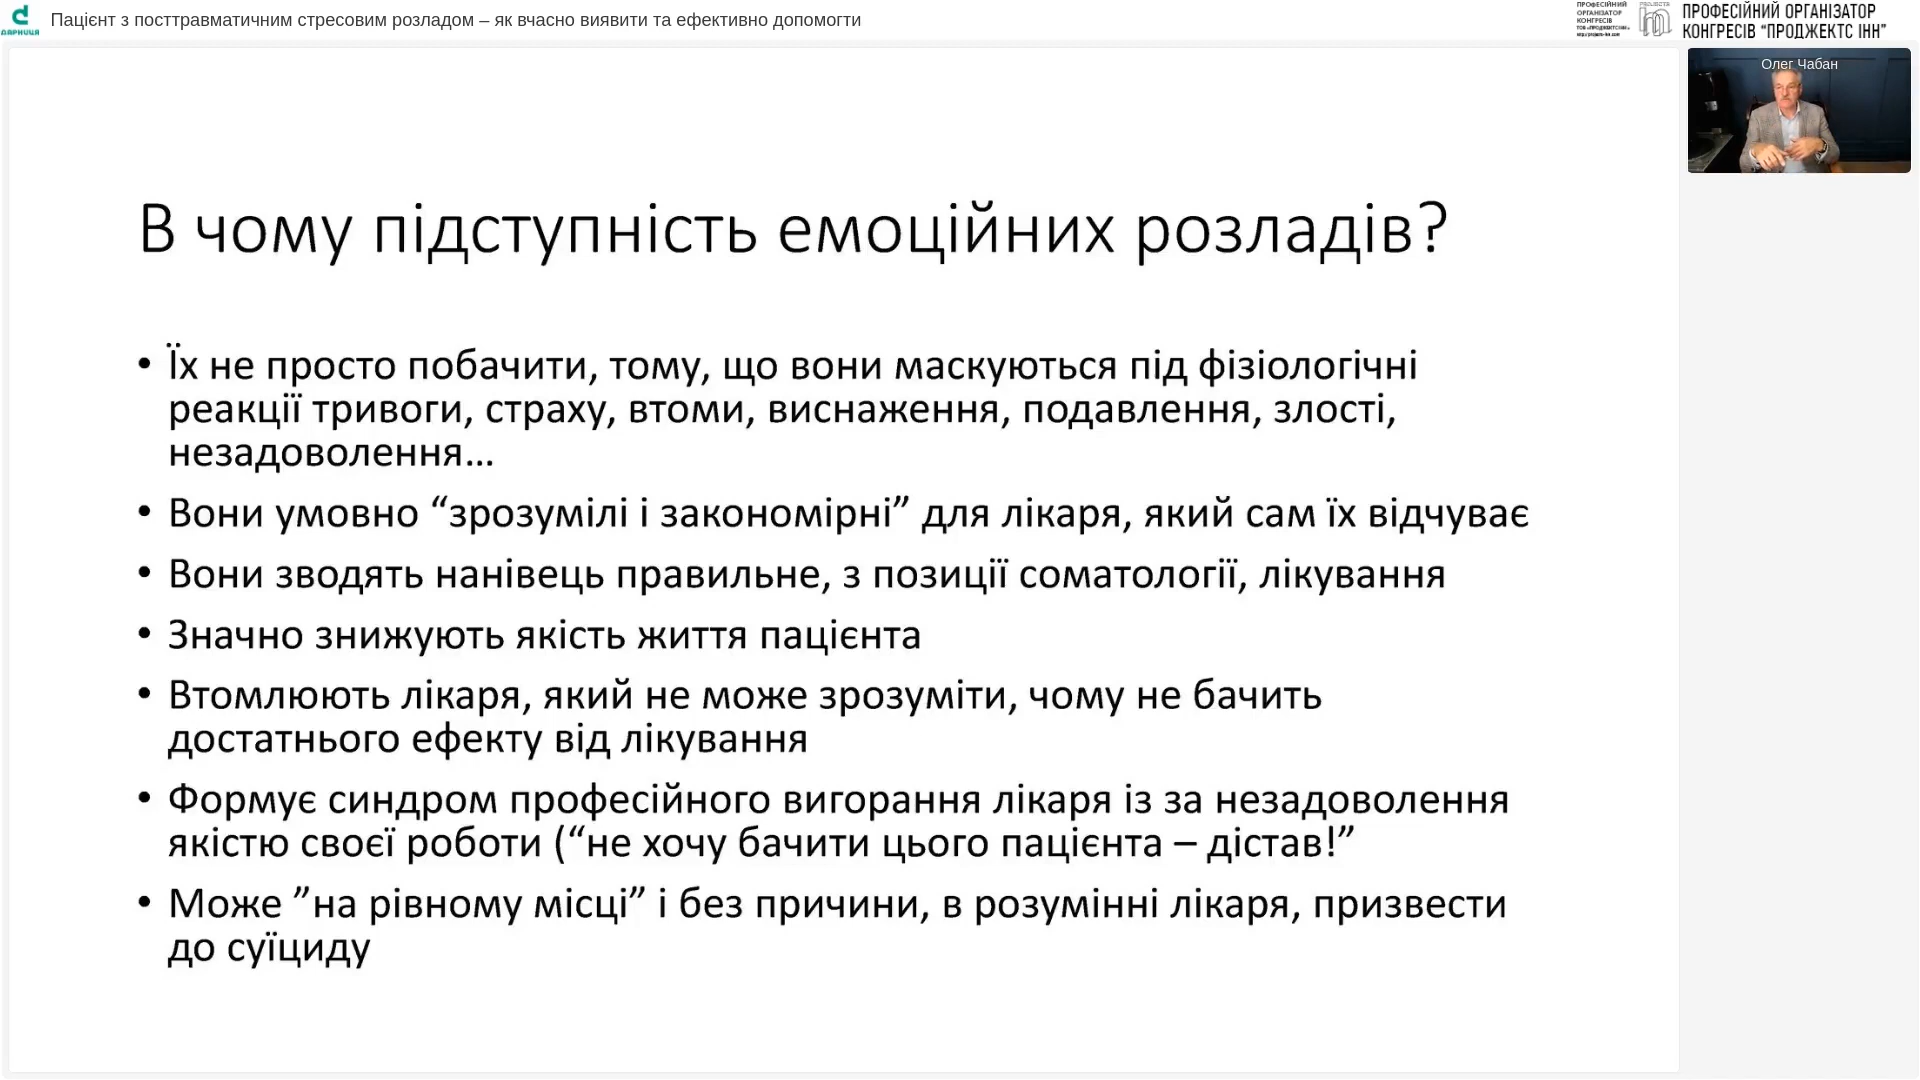 Пацієнт з посттравматичним стресовим розладом – як вчасно виявити та ефективно допомогти
ДАРНИЦЯ
ПРОФЕСІЙНИЙ
ОРГАНІЗАТОР
КОНГРЕСІВ
ПРОФЕСІЙНИЙ ОРГАНІЗАТОР
КОНГРЕСІВ “ПРОДЖЕКТС ІНН”
Олег Чабан
В чому підступність емоційних розладів?
• Їх не просто побачити, тому, що вони маскуються під фізіологічні
реакції тривоги, страху, втоми, виснаження, подавлення, злості,
незадоволення...
• Вони умовно “зрозумілі і закономірні” для лікаря, який сам їх відчуває
• Вони зводять нанівець правильне, з позиції соматології, лікування
• Значно знижують якість життя пацієнта
• Втомлюють лікаря, який не може зрозуміти, чому не бачить
достатнього ефекту від лікування
• Формує синдром професійного вигорання лікаря із за незадоволення
якістю своєї роботи (“не хочу бачити цього пацієнта – дістав!”
• Може ”на рівному місці” і без причини, в розумінні лікаря, призвести
до суїциду